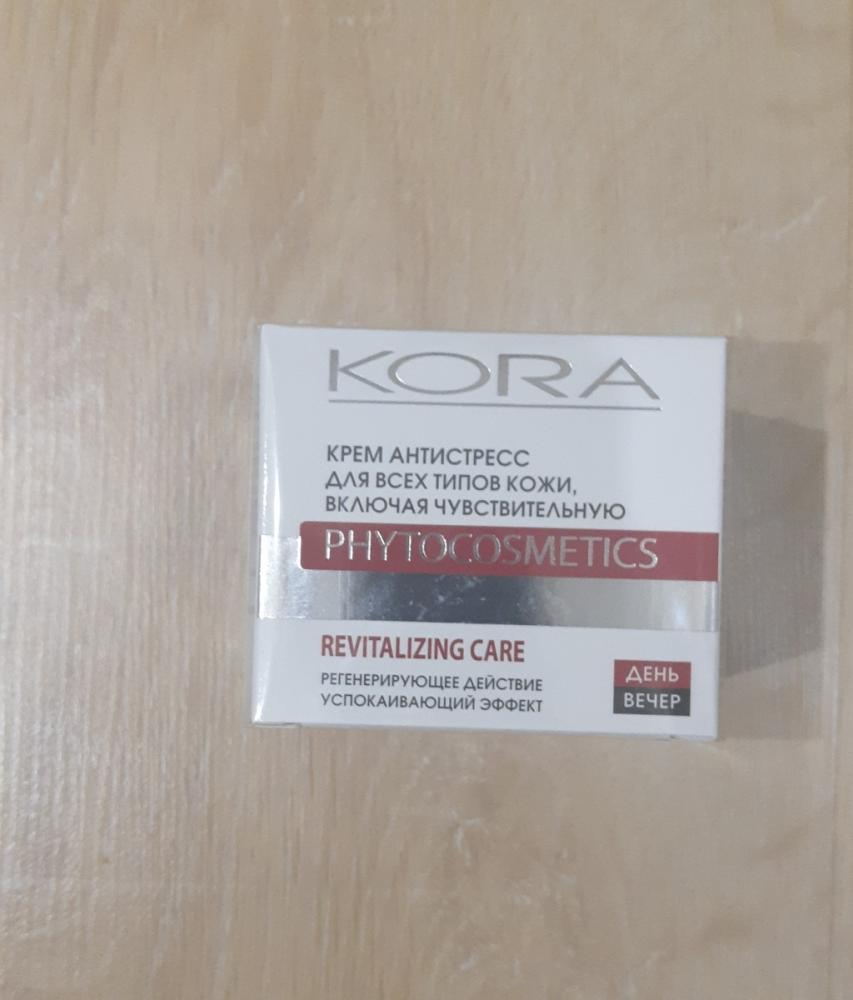 KORA
КРЕМ АНТИСТРЕСС
ДЛЯ ВСЕХ ТИПОВ КОЖИ,
ВКЛЮЧАЯ ЧУВСТВИТЕЛЬНУЮ
PHYTOCOSMETICS
REVITALIZING CARE
РЕГЕНЕРИРУЮЩЕЕ ДЕЙСТВИЕ
УСПОКАИВАЮЩИЙ ЭФФЕКТ
ДЕНЬ
ВЕЧЕР